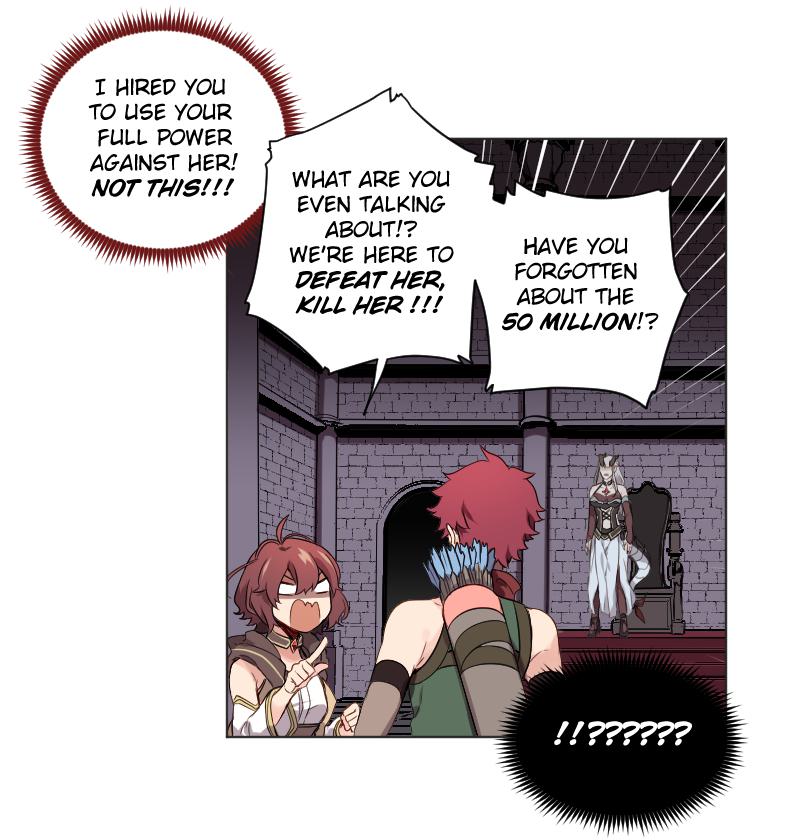 I HIRED YOU
TO USE YOUR
FULL POWER
AGAINST HER!
NOT THIS!!!
WHAT ARE YOU
EVEN TALKING
ABOUT!?
WE'RE HERE TO
DEFEAT HER,
KILL HER !!!
HAVE YOU
FORGOTTEN
ABOUT THE
50 MILLION!?
!!??????